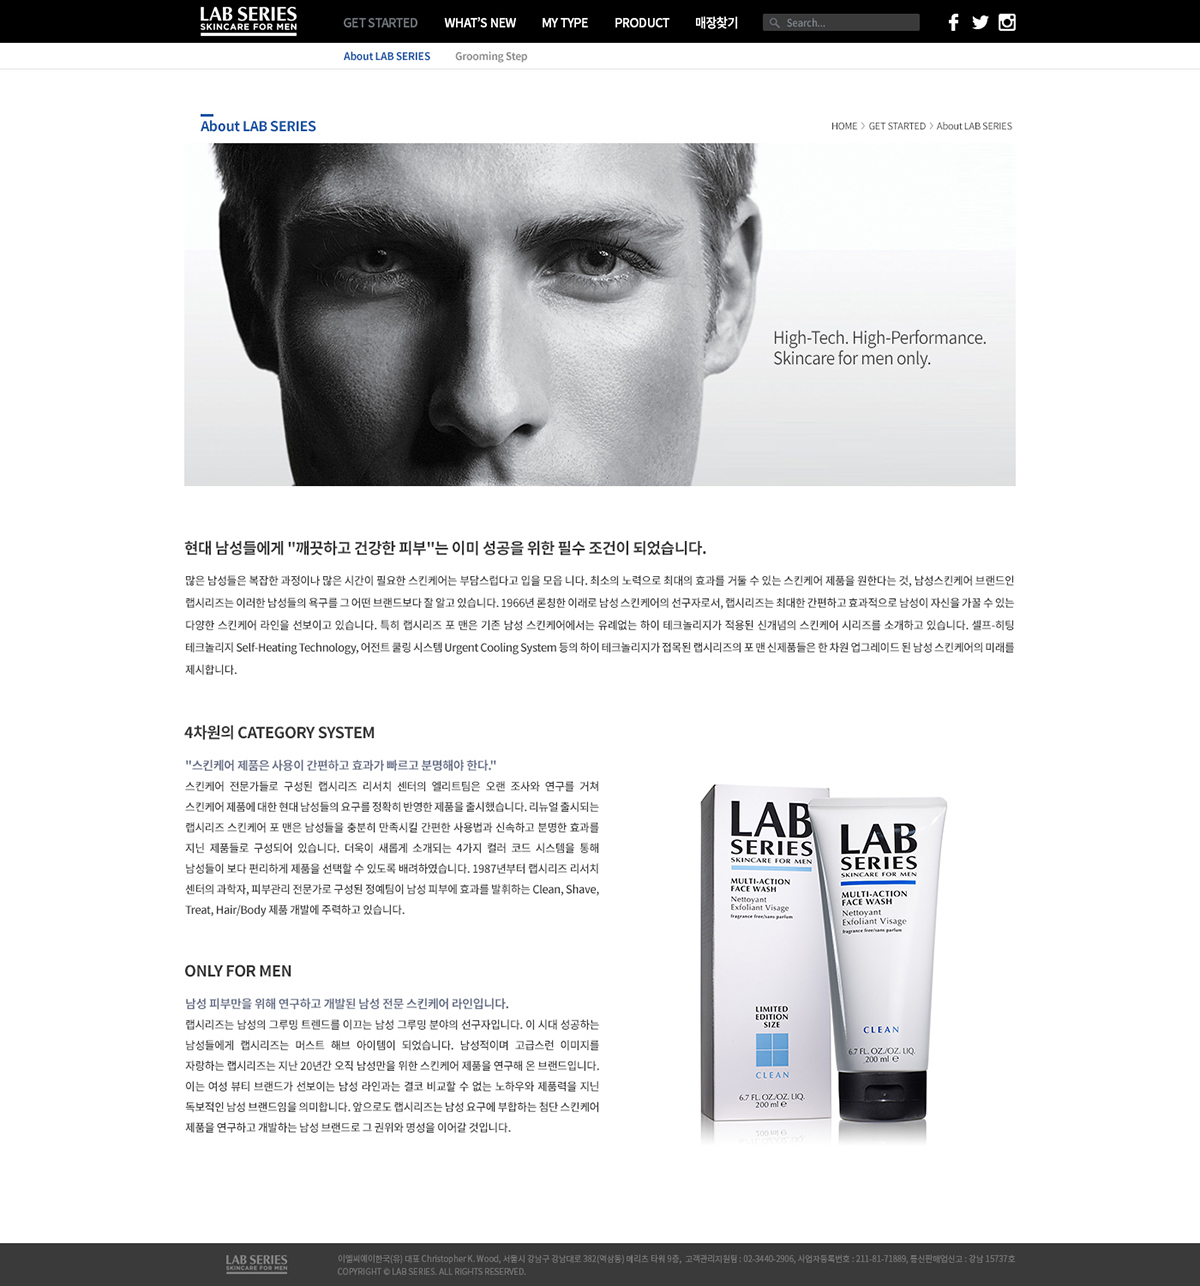 LAB SERIES
SKINCARE FOR MEN
GET STARTED
WHAT'S NEW
MY TYPE
PRODUCT
매장찾기
Search...
About LAB SERIES
Grooming Step
About LAB SERIES
HOME > GET STARTED > About LAB SERIES
High-Tech. High-Performance.
Skincare for men only.
현대 남성들에게 "깨끗하고 건강한 피부"는 이미 성공을 위한 필수 조건이 되었습니다.
많은 남성들은 복잡한 과정이나 많은 시간이 필요한 스킨케어는 부담스럽다고 입을 모읍 니다. 최소의 노력으로 최대의 효과를 거둘 수 있는 스킨케어 제품을 원한다는 것, 남성스킨케어 브랜드인
랩시리즈는 이러한 남성들의 욕구를 그 어떤 브랜드보다 잘 알고 있습니다. 1966년 론칭한 이래로 남성 스킨케어의 선구자로서, 랩시리즈는 최대한 간편하고 효과적으로 남성이 자신을 가꿀 수 있는
다양한 스킨케어 라인을 선보이고 있습니다. 특히 랩시리즈 포 맨은 기존 남성 스킨케어에서는 유례없는 하이 테크놀리지가 적용된 신개념의 스킨케어 시리즈를 소개하고 있습니다. 셀프-히팅
테크놀리지 Self-Heating Technology, 어전트 쿨링 시스템 Urgent Cooling System 등의 하이 테크놀리지가 접목된 랩시리즈의 포 맨 신제품들은 한 차원 업그레이드 된 남성 스킨케어의 미래를
제시합니다.
4차원의 CATEGORY SYSTEM
"스킨케어 제품은 사용이 간편하고 효과가 빠르고 분명해야 한다."
스킨케어 전문가들로 구성된 랩시리즈 리서치 센터의 엘리트팀은 오랜 조사와 연구를 거쳐
스킨케어 제품에 대한 현대 남성들의 요구를 정확히 반영한 제품을 출시했습니다. 리뉴얼 출시되는
랩시리즈 스킨케어 포 맨은 남성들을 충분히 만족시킬 간편한 사용법과 신속하고 분명한 효과를
지닌 제품들로 구성되어 있습니다. 더욱이 새롭게 소개되는 4가지 컬러 코드 시스템을 통해
남성들이 보다 편리하게 제품을 선택할 수 있도록 배려하였습니다. 1987년부터 랩시리즈 리서치
센터의 과학자, 피부관리 전문가로 구성된 정예팀이 남성 피부에 효과를 발휘하는 Clean, Shave,
Treat, Hair/Body 제품 개발에 주력하고 있습니다.
ONLY FOR MEN
남성 피부만을 위해 연구하고 개발된 남성 전문 스킨케어 라인입니다.
랩시리즈는 남성의 그루밍 트렌드를 이끄는 남성 그루밍 분야의 선구자입니다. 이 시대 성공하는
남성들에게 랩시리즈는 머스트 해브 아이템이 되었습니다. 남성적이며 고급스런 이미지를
자랑하는 랩시리즈는 지난 20년간 오직 남성만을 위한 스킨케어 제품을 연구해 온 브랜드입니다.
이는 여성 뷰티 브랜드가 선보이는 남성 라인과는 결코 비교할 수 없는 노하우와 제품력을 지닌
독보적인 남성 브랜드임을 의미합니다. 앞으로도 랩시리즈는 남성 요구에 부합하는 첨단 스킨케어
제품을 연구하고 개발하는 남성 브랜드로 그 권위와 명성을 이어갈 것입니다.
LAB
SERIES
SKINCARE FOR MEN
MULTI-ACTION
FACE WASH
Nettoyant
Exfoliant Visage
fragrance free/sans parfum
LIMITED
EDITION
SIZE
CLEAN
6.7 FL. OZ./OZ. LIQ.
200 ml e
LAB
SERIES
SKINCARE FOR MEN
MULTI-ACTION
FACE WASH
Nettoyant
Exfoliant Visage
fragrance free/sans parfum
CLEAN
6.7 FL. OZ./OZ. LIQ.
200 ml e
LAB SERIES
SKINCARE FOR MEN
이엘씨에이한국(유) 대표 Christopher K. Wood, 서울시 강남구 강남대로 382(역삼동) 메리츠 타워 9층, 고객관리지원팀 : 02-3440-2906, 사업자등록번호 : 211-81-71889, 통신판매업신고 : 강남 15737호
COPYRIGHT © LAB SERIES. ALL RIGHTS RESERVED.